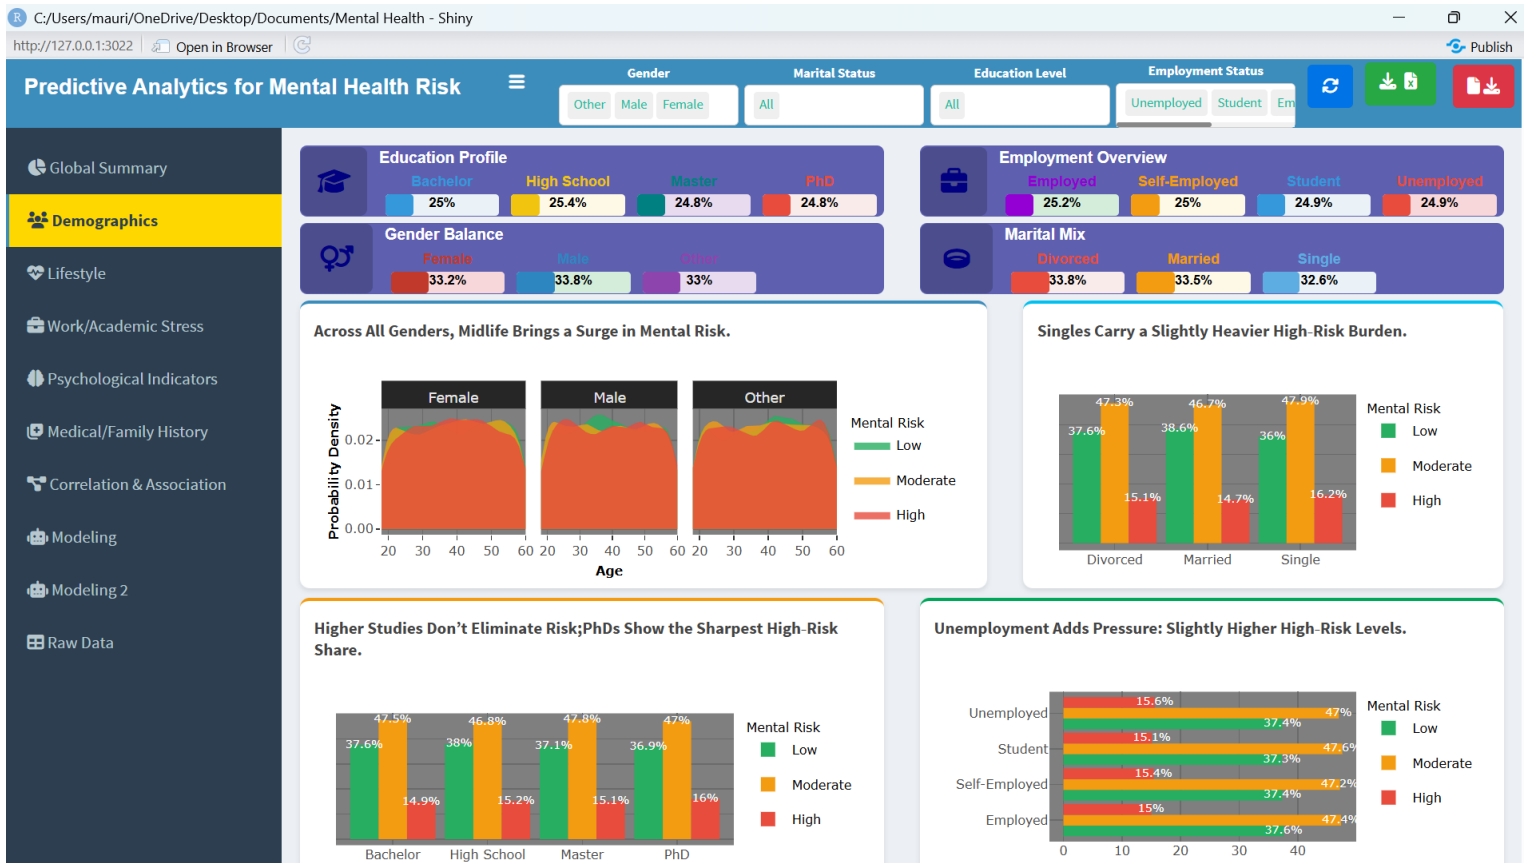 C:/Users/mauri/OneDrive/Desktop/Documents/Mental Health - Shiny
http://127.0.0.1:3022 Open in Browser Publish
Predictive Analytics for Mental Health Risk
Gender Marital Status Education Level Employment Status
Other Male Female All All Unemployed Student Em
Global Summary
Demographics
Lifestyle
Work/Academic Stress
Psychological Indicators
Medical/Family History
Correlation & Association
Modeling
Modeling 2
Raw Data
Education Profile
Bachelor High School Master PhD
25% 25.4% 24.8% 24.8%
Employment Overview
Employed Self-Employed Student Unemployed
25.2% 25% 24.9% 24.9%
Gender Balance
Female Male Other
33.2% 33.8% 33%
Marital Mix
Divorced Married Single
33.8% 33.5% 32.6%
Across All Genders, Midlife Brings a Surge in Mental Risk.
Female Male Other
Probability Density
0.02
0.01
0.00
20 30 40 50 60 20 30 40 50 60 20 30 40 50 60
Age
Mental Risk
Low
Moderate
High
Singles Carry a Slightly Heavier High-Risk Burden.
47.3% 46.7% 47.9%
37.6% 38.6% 36%
15.1% 14.7% 16.2%
Divorced Married Single
Mental Risk
Low
Moderate
High
Higher Studies Don’t Eliminate Risk;PhDs Show the Sharpest High-Risk
Share.
47.5% 46.8% 47.8% 47%
37.6% 38% 37.1% 36.9%
14.9% 15.2% 15.1% 16%
Bachelor High School Master PhD
Mental Risk
Low
Moderate
High
Unemployment Adds Pressure: Slightly Higher High-Risk Levels.
15.6%
Unemployed 47%
37.4%
15.1%
Student 47.6%
37.3%
15.4%
Self-Employed 47.2%
37.4%
15%
Employed 47.4%
37.6%
0 10 20 30 40
Mental Risk
Low
Moderate
High